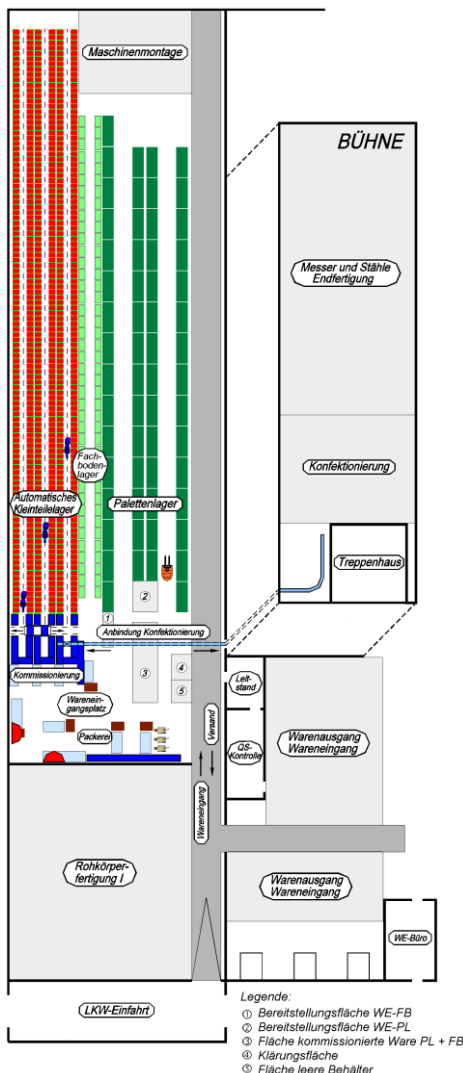 Maschinenmontage
BÜHNE
Messer und Stähle
Endfertigung
Fach-
boden-
lager
Konfektionierung
Automatisches
Kleinteilelager
Palettenlager
Treppenhaus
②
①
Anbindung Konfektionierung
Kommissionierung
③
④
⑤
Leit-
stand
Wareneingangsplatz
Packerei
Versand
Wareneingang
QS-
Kontrolle
Warenausgang
Wareneingang
Rohkörper-
fertigung I
Warenausgang
Wareneingang
WE-Büro
LKW-Einfahrt
Legende:
① Bereitstellungsfläche WE-FB
② Bereitstellungsfläche WE-PL
③ Fläche kommissionierte Ware PL + FB
④ Klärungsfläche
⑤ Fläche leere Behälter